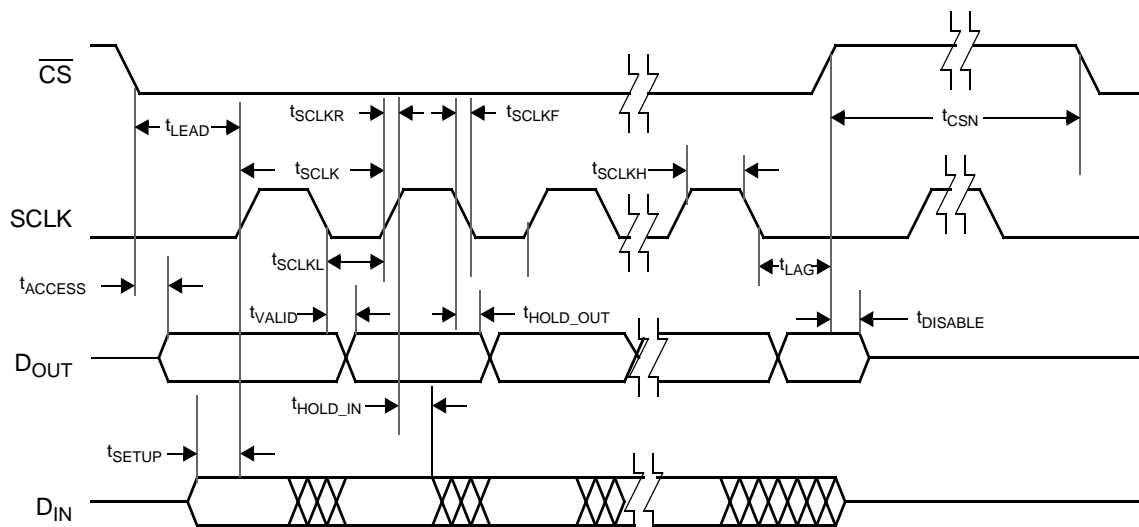 CS
tSCLKR
tSCLKF
tLEAD
tCSN
tSCLK
tSCLKH
SCLK
tSCLKL
tLAG
tACCESS
tVALID
tHOLD_OUT
tDISABLE
DOUT
tHOLD_IN
tSETUP
DIN